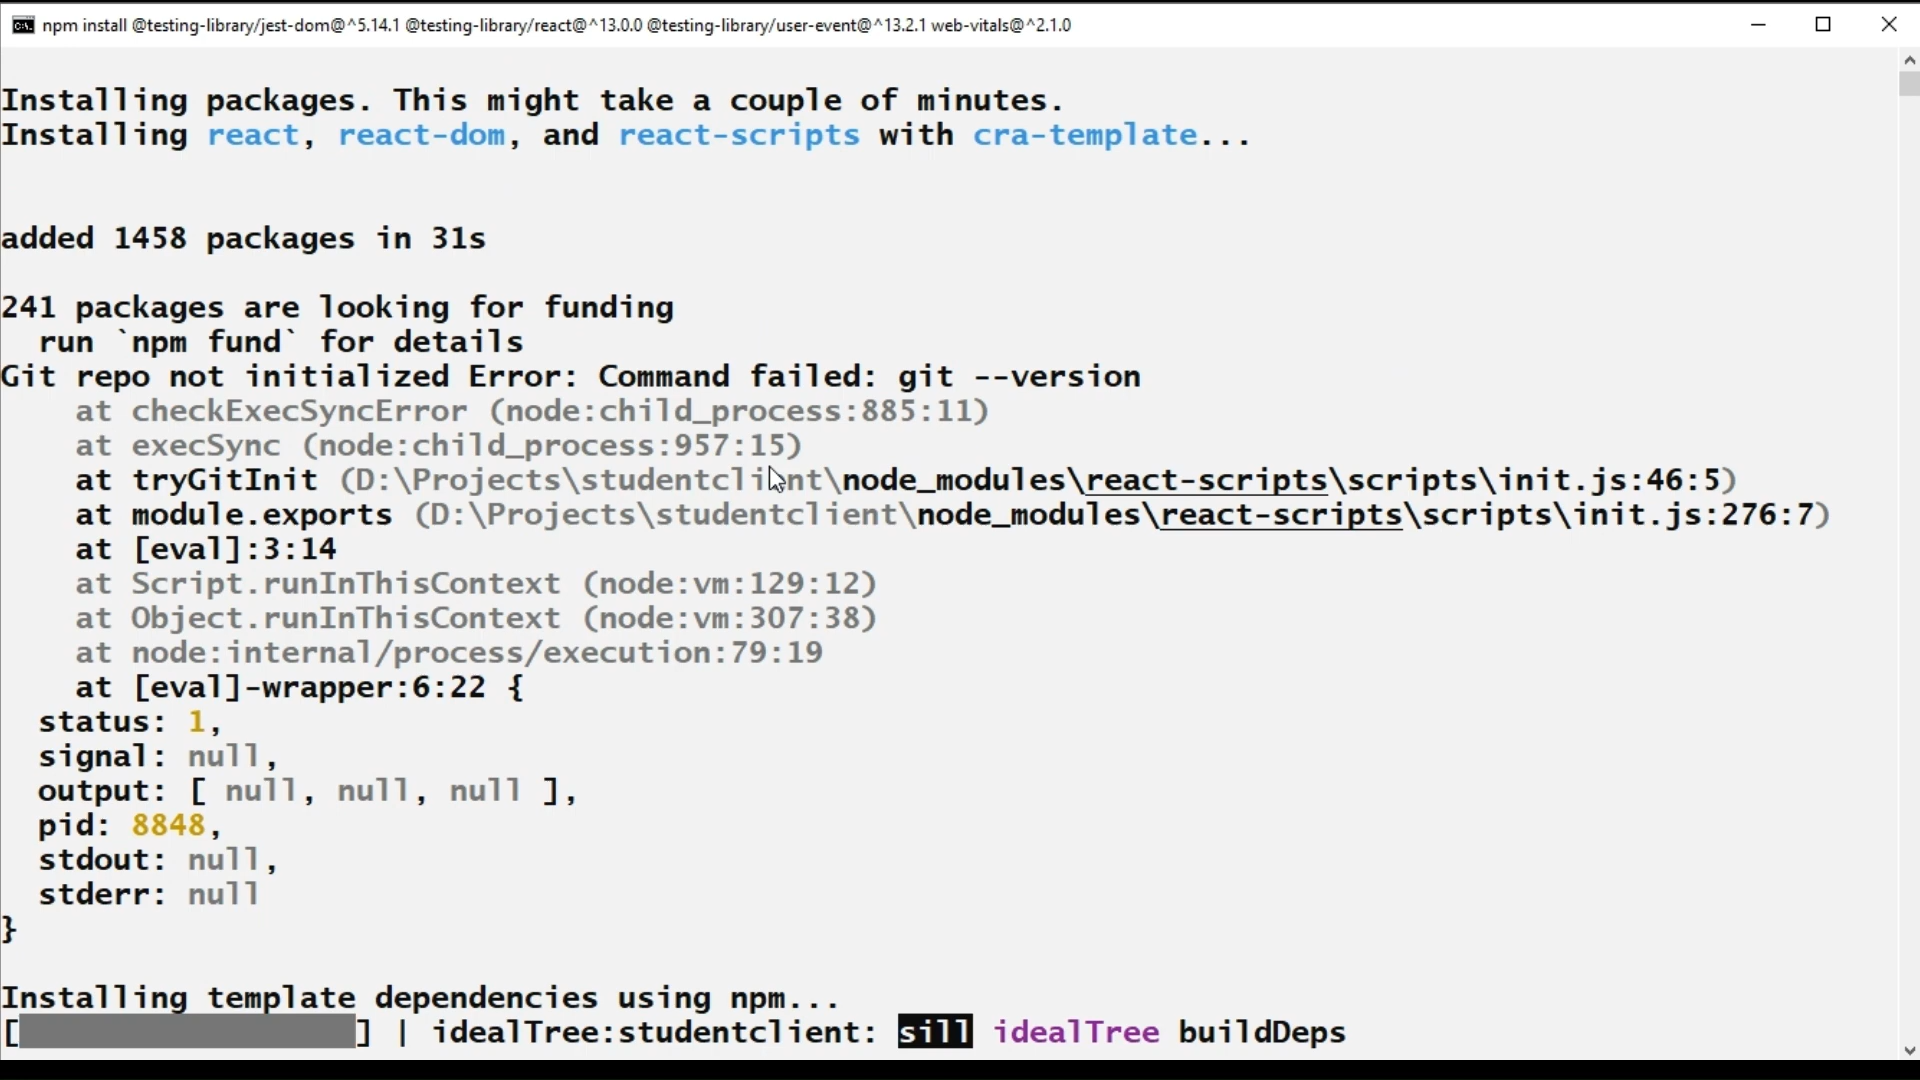 npm install @testing-library/jest-dom@^5.14.1 @testing-library/react@^13.0.0 @testing-library/user-event@^13.2.1 web-vitals@^2.1.0
Installing packages. This might take a couple of minutes.
Installing react, react-dom, and react-scripts with cra-template...
added 1458 packages in 31s
241 packages are looking for funding
  run `npm fund` for details
Git repo not initialized Error: Command failed: git --version
    at checkExecSyncError (node:child_process:885:11)
    at execSync (node:child_process:957:15)
    at tryGitInit (D:\Projects\studentclient\node_modules\react-scripts\scripts\init.js:46:5)
    at module.exports (D:\Projects\studentclient\node_modules\react-scripts\scripts\init.js:276:7)
    at [eval]:3:14
    at Script.runInThisContext (node:vm:129:12)
    at Object.runInThisContext (node:vm:307:38)
    at node:internal/process/execution:79:19
    at [eval]-wrapper:6:22 {
  status: 1,
  signal: null,
  output: [ null, null, null ],
  pid: 8848,
  stdout: null,
  stderr: null
}
Installing template dependencies using npm...
[                  ] | idealTree:studentclient: sill idealTree buildDeps